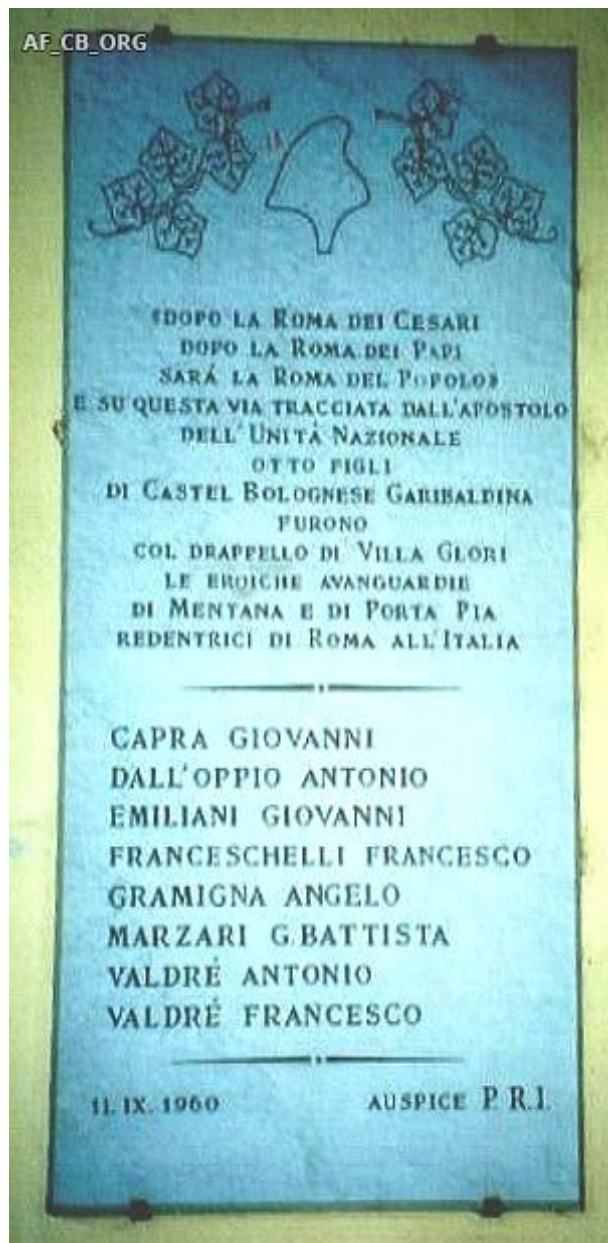 AF_CB_ORG
«DOPO LA ROMA DEI CESARI
DOPO LA ROMA DEI PAPI
SARÁ LA ROMA DEL POPOLO»
E SU QUESTA VIA TRACCIATA DALL'APOSTOLO
DELL'UNITÀ NAZIONALE
OTTO FIGLI
DI CASTEL BOLOGNESE GARIBALDINA
FURONO
COL DRAPPELLO DI VILLA GLORI
LE EROICHE AVANGUARDIE
DI MENTANA E DI PORTA PIA
REDENTRICI DI ROMA ALL'ITALIA
CAPRA GIOVANNI
DALL'OPPIO ANTONIO
EMILIANI GIOVANNI
FRANCESCHELLI FRANCESCO
GRAMIGNA ANGELO
MARZARI G.BATTISTA
VALDRÉ ANTONIO
VALDRÉ FRANCESCO
11. IX. 1960 AUSPICE P.R.I.